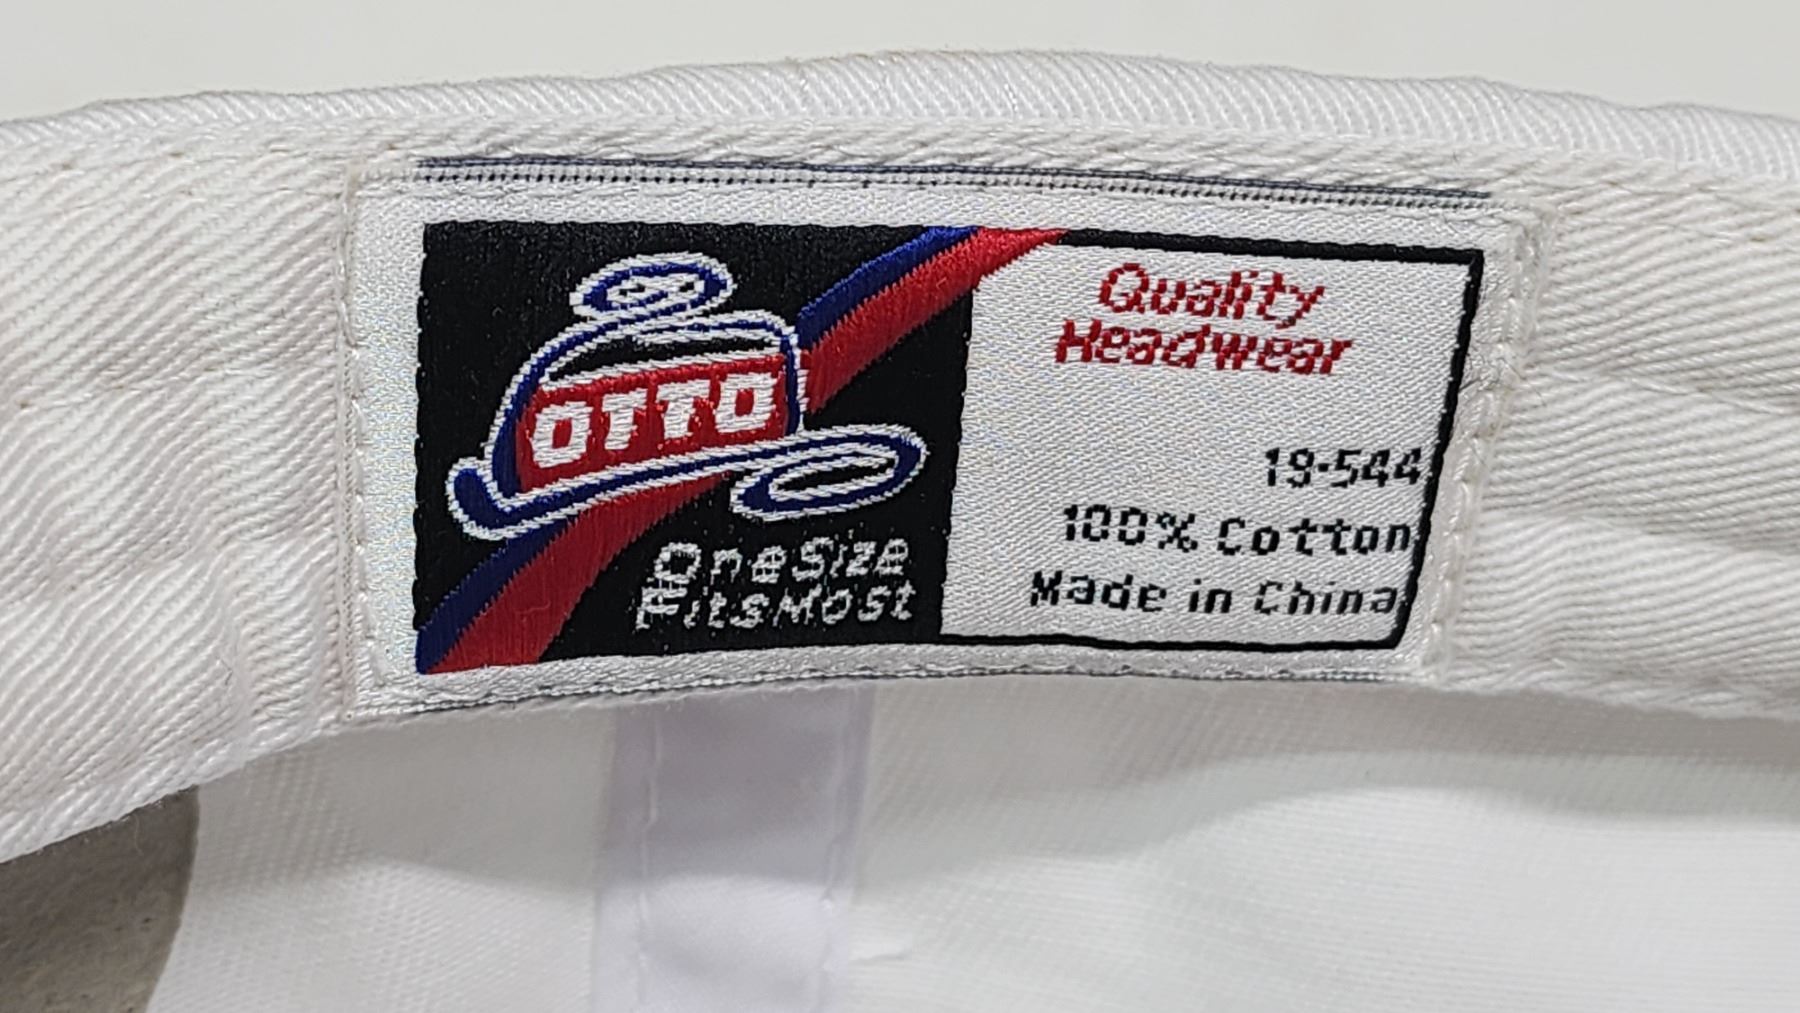 OTTO
One Size
Fits Most
Quality
Headwear
19-544
100% Cotton
Made in China